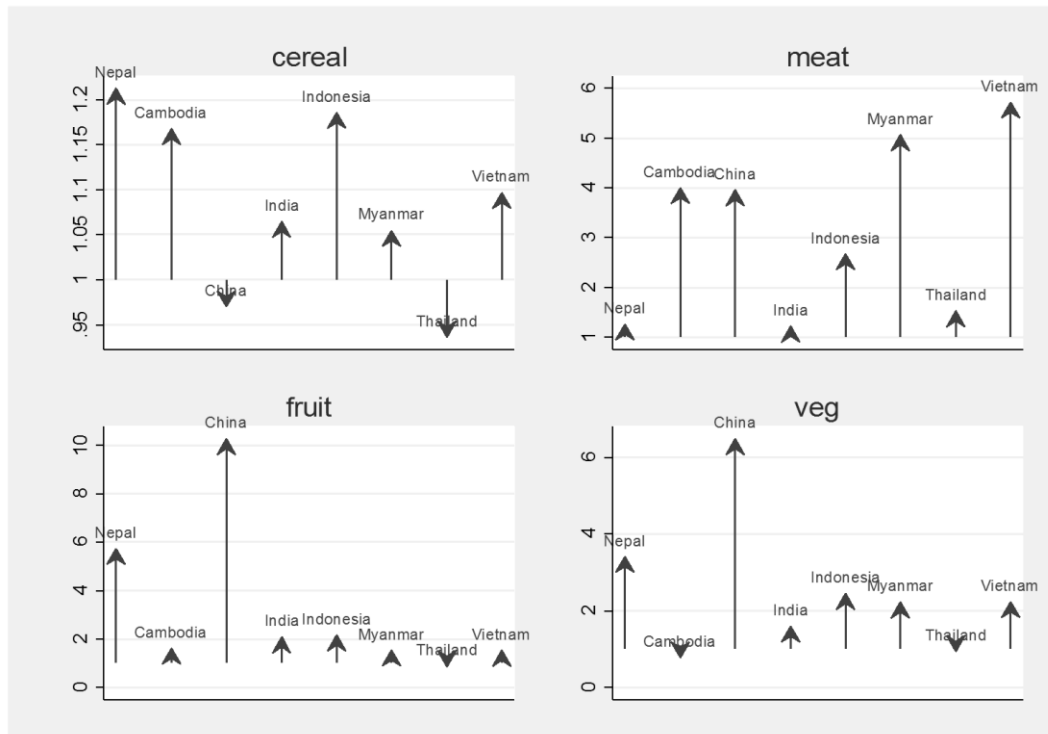 cereal
Nepal
Cambodia
China
India
Indonesia
Myanmar
Thailand
Vietnam
1.2
1.15
1.1
1.05
1
.95
meat
Nepal
Cambodia
China
India
Indonesia
Myanmar
Thailand
Vietnam
6
5
4
3
2
1
fruit
Nepal
Cambodia
China
India
Indonesia
Myanmar
Thailand
Vietnam
10
8
6
4
2
0
veg
Nepal
Cambodia
China
India
Indonesia
Myanmar
Thailand
Vietnam
6
4
2
0